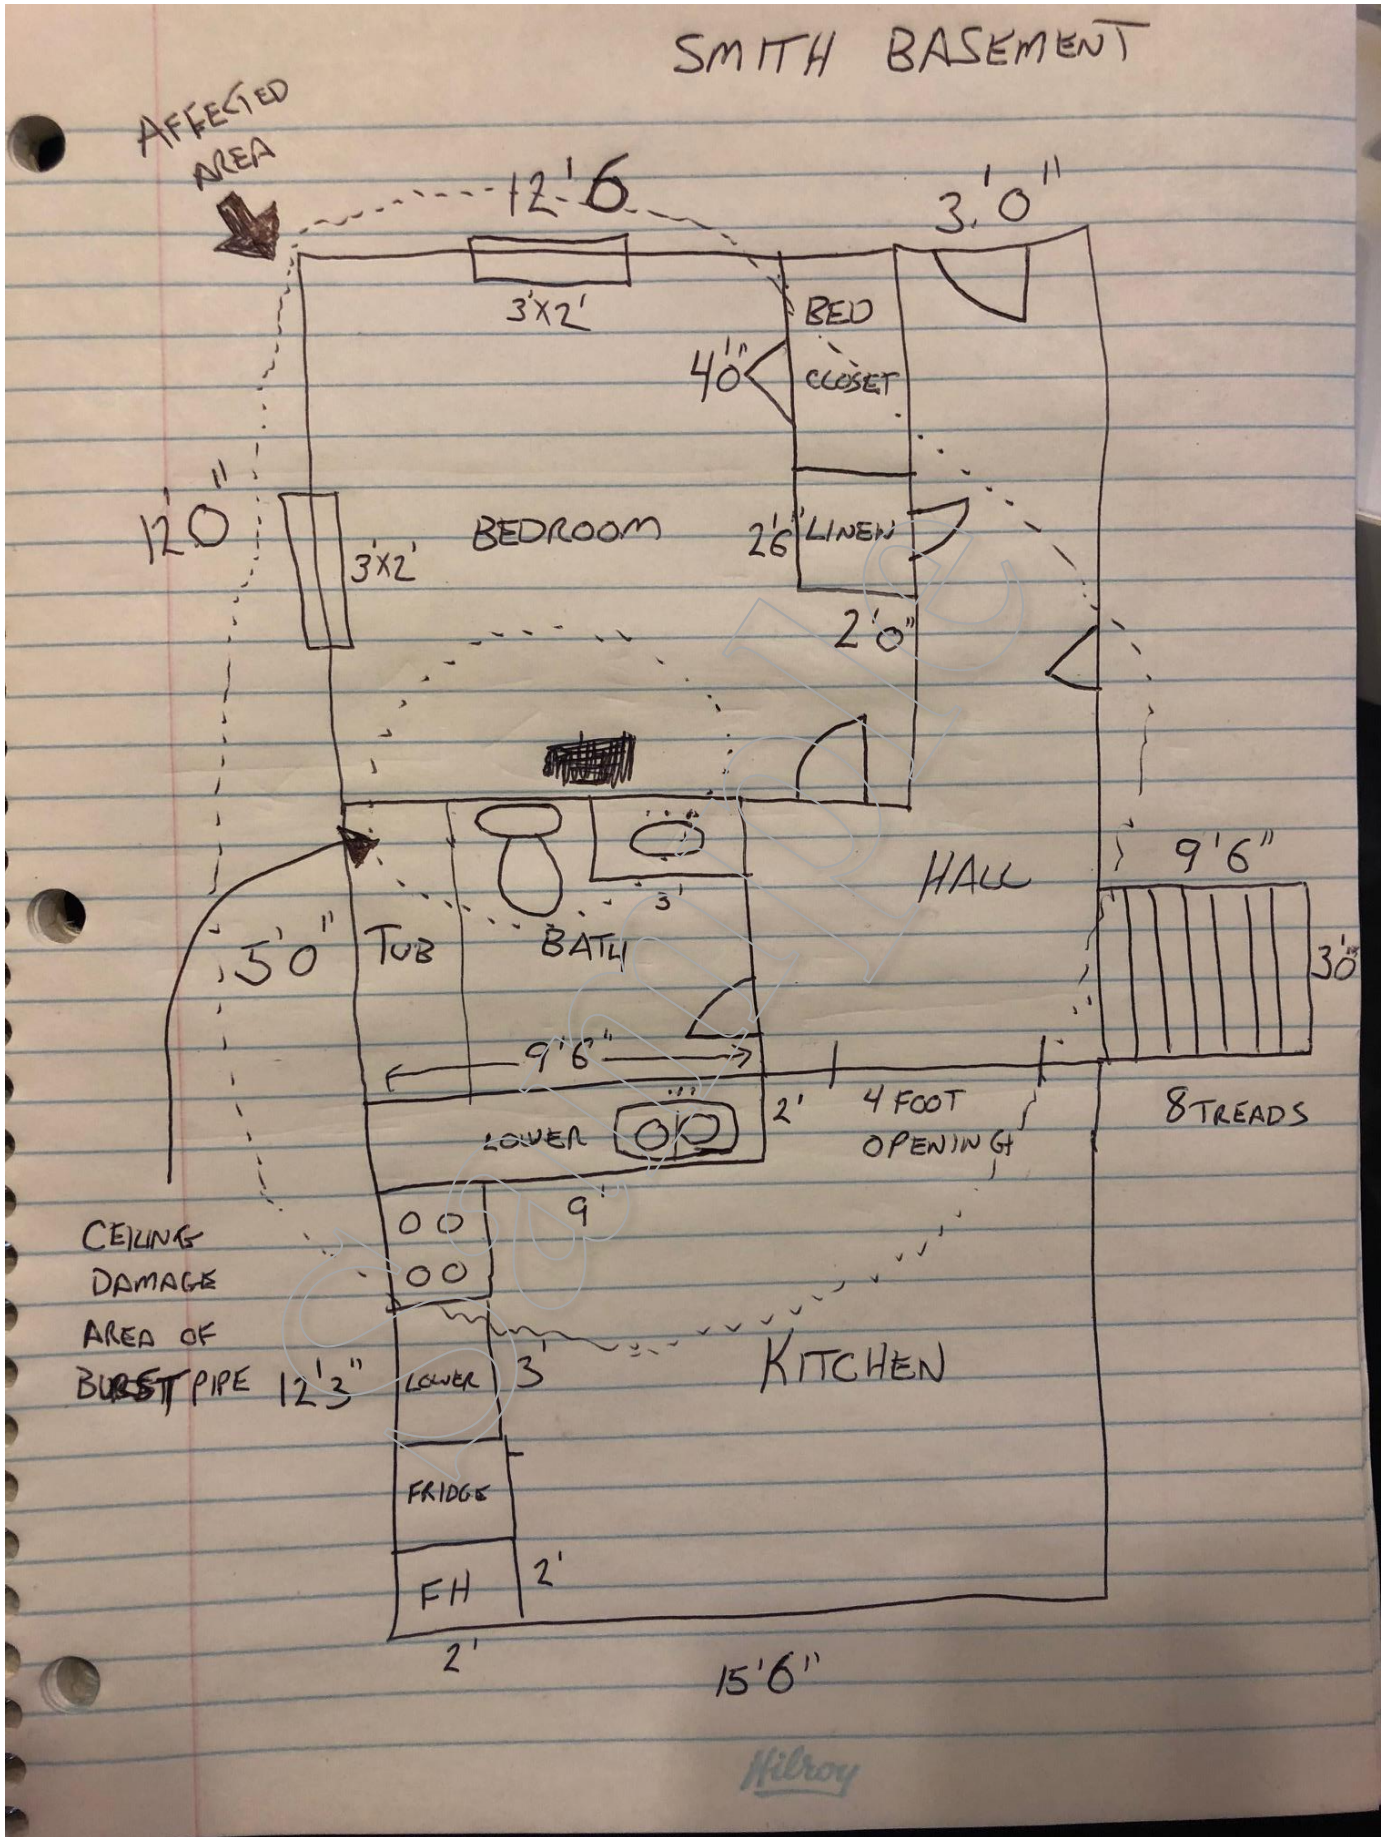 SMITH BASEMENT
AFFECTED
AREA
12'6
3'0"
3'x2'
BED
CLOSET
4'0"
12'0"
3'x2'
BEDROOM
2'6"
LINEN
2'0"
HALL
9'6"
3'0"
8 TREADS
3'
5'0"
TUB
BATH
9'6"
2'
4 FOOT
OPENING
LOWER
9'
CEILING
DAMAGE
AREA OF
BURST PIPE
12'3"
LOWER
3'
KITCHEN
FRIDGE
FH
2'
2'
15'6"
Hilroy
Sample